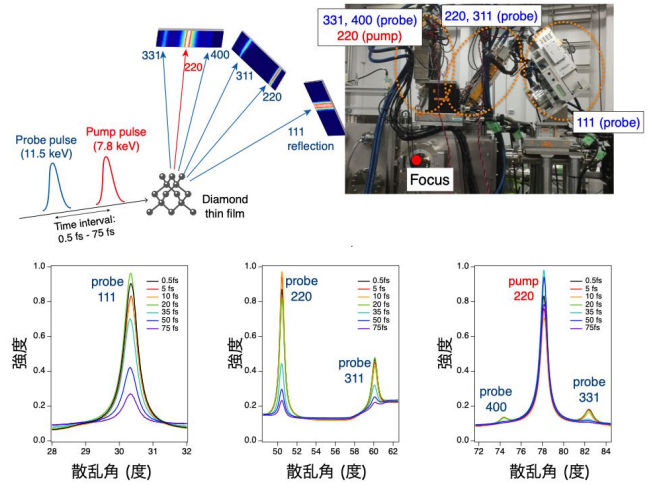 331
220
400
311
220
111
reflection
Probe pulse
(11.5 keV)
Pump pulse
(7.8 keV)
Time interval:
0.5 fs - 75 fs
Diamond
thin film
331, 400 (probe)
220 (pump)
220, 311 (probe)
111 (probe)
Focus
1.0
0.8
0.6
0.4
0.2
0.0
強度
probe
111
0.5fs
5 fs
10 fs
20 fs
35 fs
50 fs
75fs
28
29
30
31
32
散乱角 (度)
1.0
0.8
0.6
0.4
0.2
0.0
強度
probe
220
probe
311
0.5fs
5 fs
10 fs
20 fs
35 fs
50 fs
75fs
50
52
54
56
58
60
62
散乱角 (度)
1.0
0.8
0.6
0.4
0.2
0.0
強度
pump
220
probe
400
probe
331
0.5fs
5 fs
10 fs
20 fs
35 fs
50 fs
75fs
72
74
76
78
80
82
84
散乱角 (度)